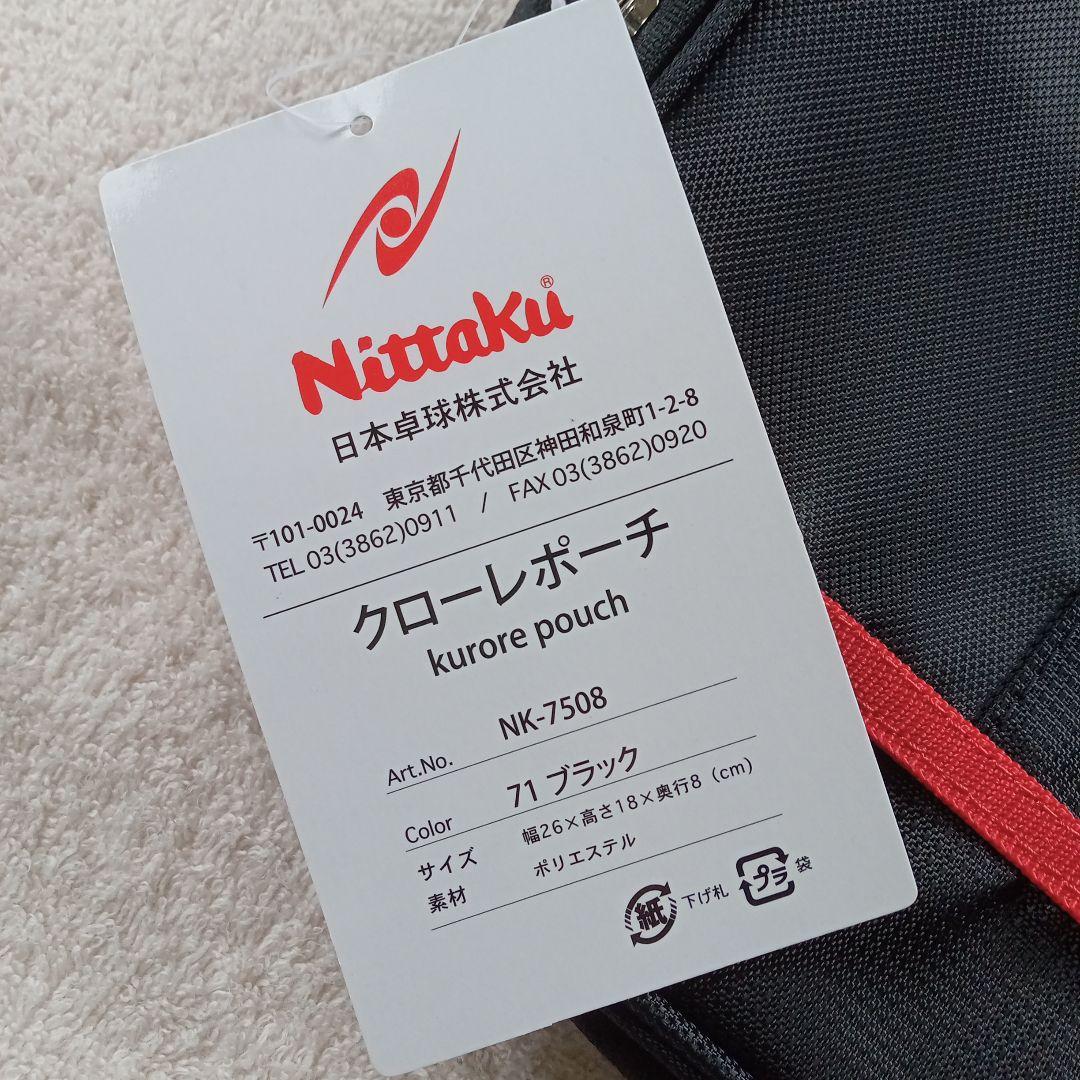 Nittaku®
日本卓球株式会社
〒101-0024 東京都千代田区神田和泉町1-2-8
TEL 03(3862)0911 / FAX 03(3862)0920
クローレポーチ
kurore pouch
Art.No. NK-7508
Color 71 ブラック
サイズ 幅26×高さ18×奥行8（cm）
素材 ポリエステル
紙 下げ札 プラ 袋